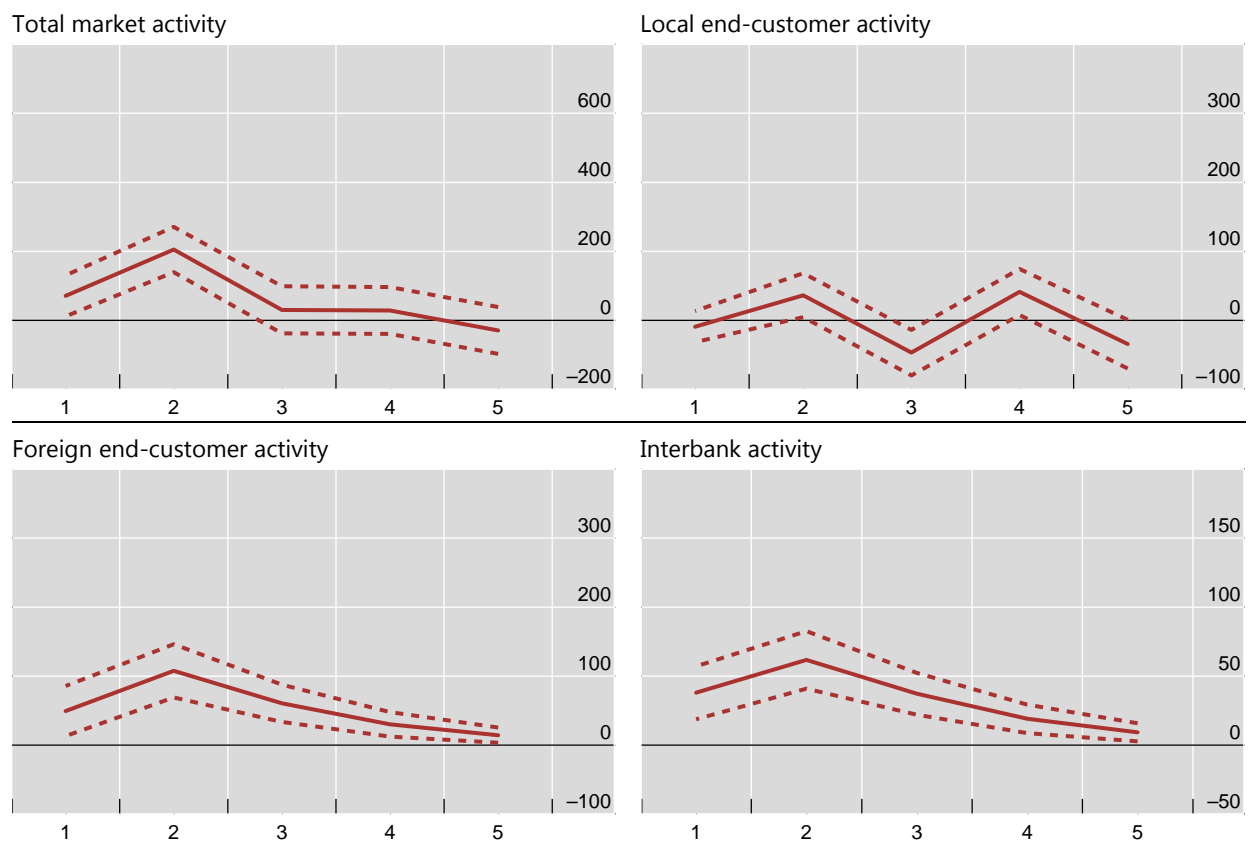 Total market activity
600
400
200
0
–200
1 2 3 4 5
Local end-customer activity
300
200
100
0
–100
1 2 3 4 5
Foreign end-customer activity
300
200
100
0
–100
1 2 3 4 5
Interbank activity
150
100
50
0
–50
1 2 3 4 5